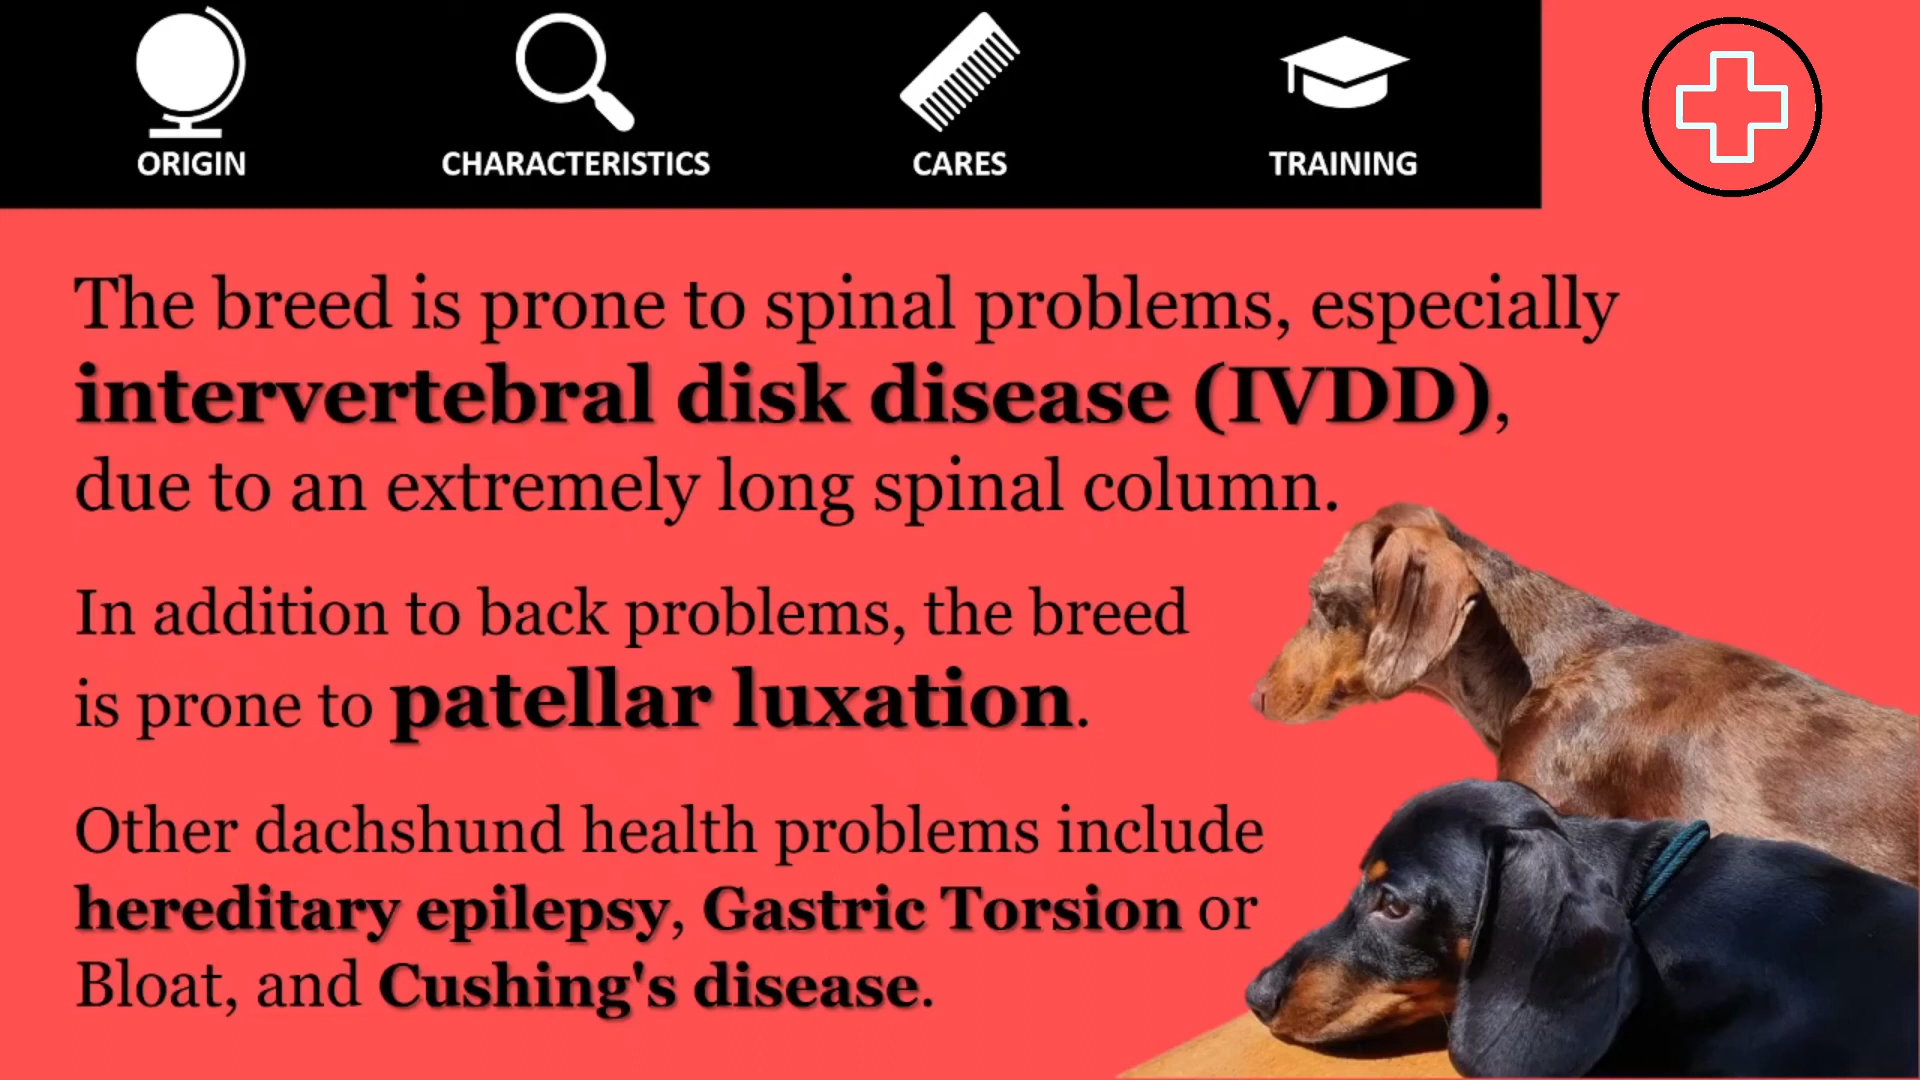 ORIGIN
CHARACTERISTICS
CARES
TRAINING
The breed is prone to spinal problems, especially
intervertebral disk disease (IVDD),
due to an extremely long spinal column.
In addition to back problems, the breed
is prone to patellar luxation.
Other dachshund health problems include
hereditary epilepsy, Gastric Torsion or
Bloat, and Cushing's disease.